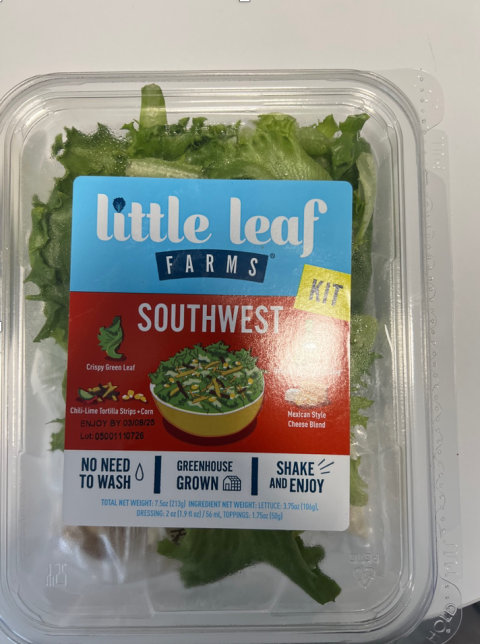 little leaf
FARMS®
KIT
SOUTHWEST
Crispy Green Leaf
Chili-Lime Tortilla Strips + Corn
Mexican Style
Cheese Blend
ENJOY BY 03/08/25
Lot: 05001110726
NO NEED
TO WASH
GREENHOUSE
GROWN
SHAKE
AND ENJOY
TOTAL NET WEIGHT: 7.5oz (213g) INGREDIENT NET WEIGHT: LETTUCE: 3.75oz (106g),
DRESSING: 2 oz (1.9 fl oz) / 56 mL, TOPPINGS: 1.75oz (50g)